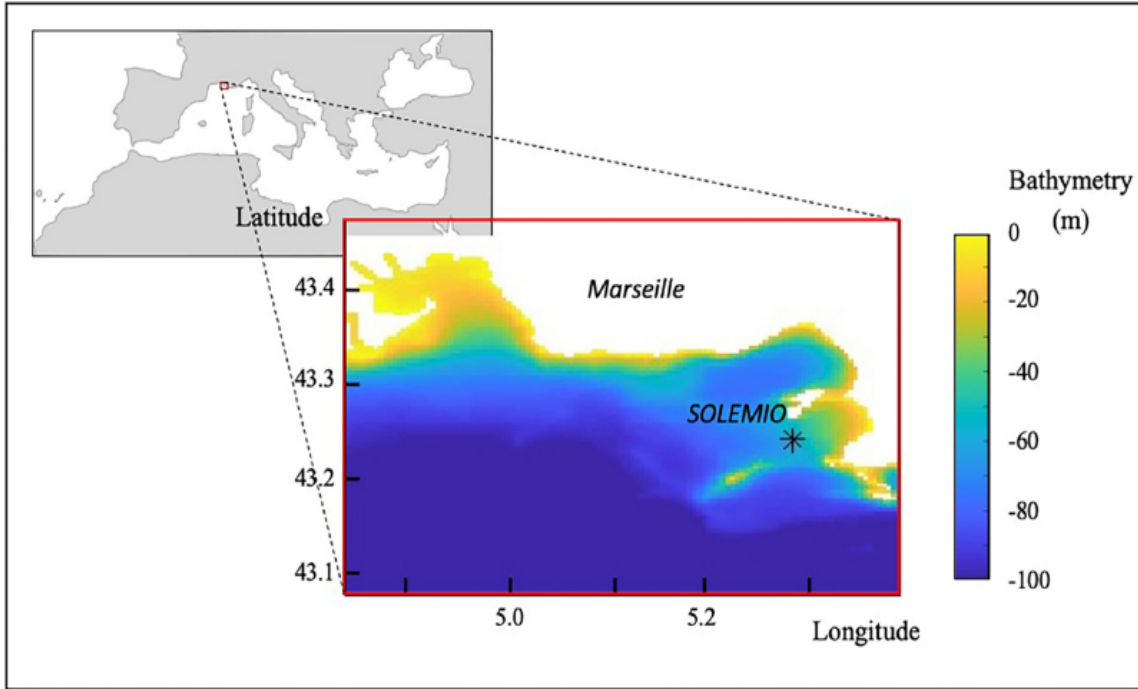 Latitude
Bathymetry
(m)
Marseille
SOLEMIO
43.4
43.3
43.2
43.1
5.0
5.2
Longitude
0
-20
-40
-60
-80
-100